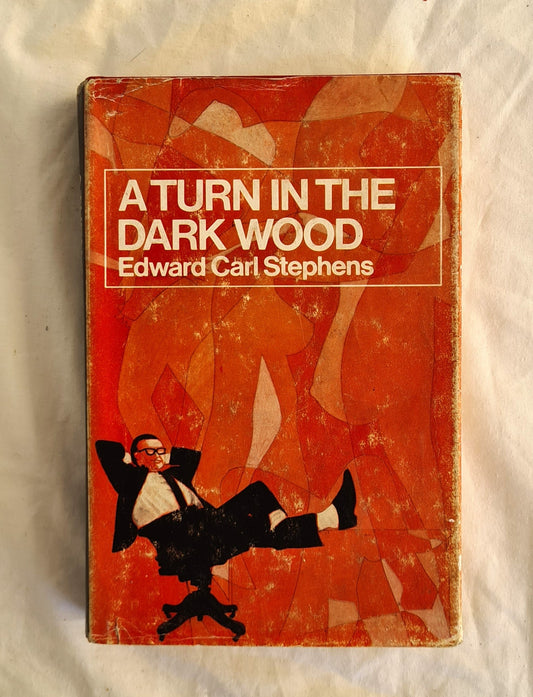 A TURN IN THE
DARK WOOD
Edward Carl Stephens